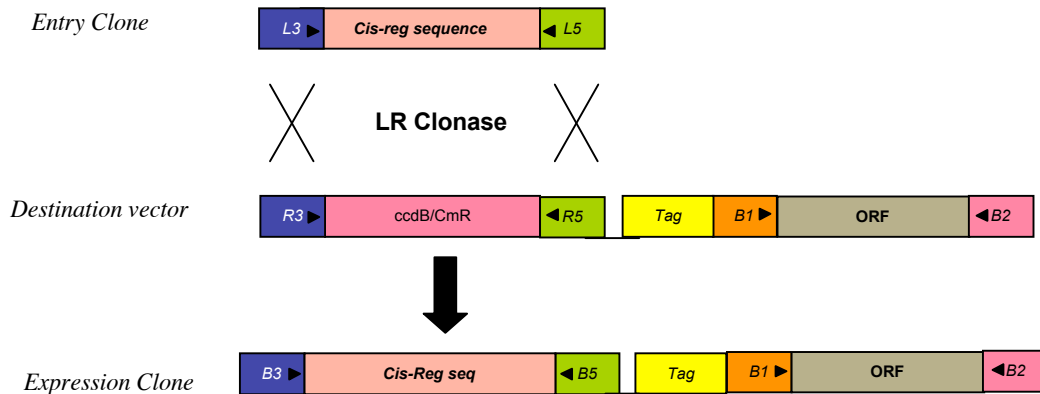 Entry Clone L3 Cis-reg sequence L5
LR Clonase
Destination vector R3 ccdB/CmR R5 Tag B1 ORF B2
Expression Clone B3 Cis-Reg seq B5 Tag B1 ORF B2